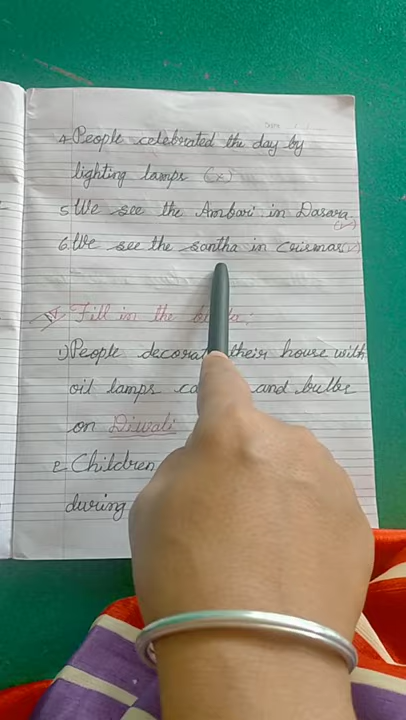 4. People celebrated the day by
lighting lamps (×)
5. We see the Ambari in Dasara
(✓)
6. We see the santha in crismas (✓)
II Fill in the
1) People decorat their house with
oil lamps and bulbs
on Diwali
2. Children
during